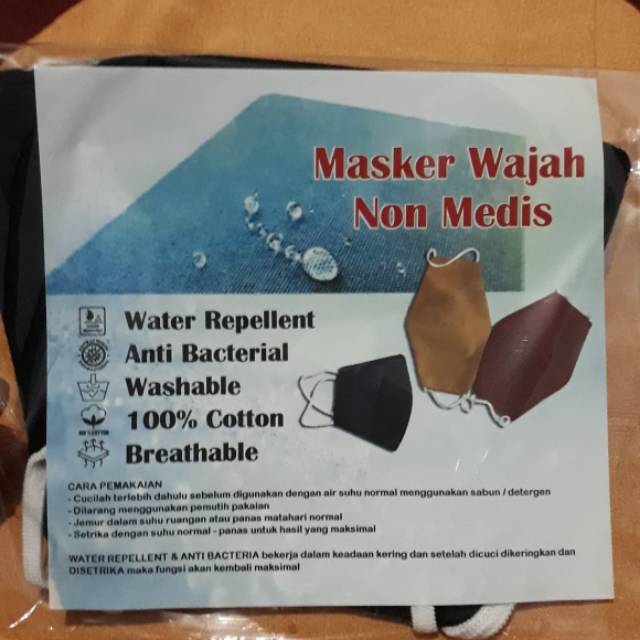 Masker Wajah
Non Medis
Water Repellent
Anti Bacterial
Washable
100% Cotton
Breathable
CARA PEMAKAIAN
- Cucilah terlebih dahulu sebelum digunakan dengan air suhu normal menggunakan sabun / detergen
- Dilarang menggunakan pemutih pakaian
- Jemur dalam suhu ruangan atau panas matahari normal
- Setrika dengan suhu normal - panas untuk hasil yang maksimal
WATER REPELLENT & ANTI BACTERIA bekerja dalam keadaan kering dan setelah dicuci dikeringkan dan
DISETRIKA maka fungsi akan kembali maksimal